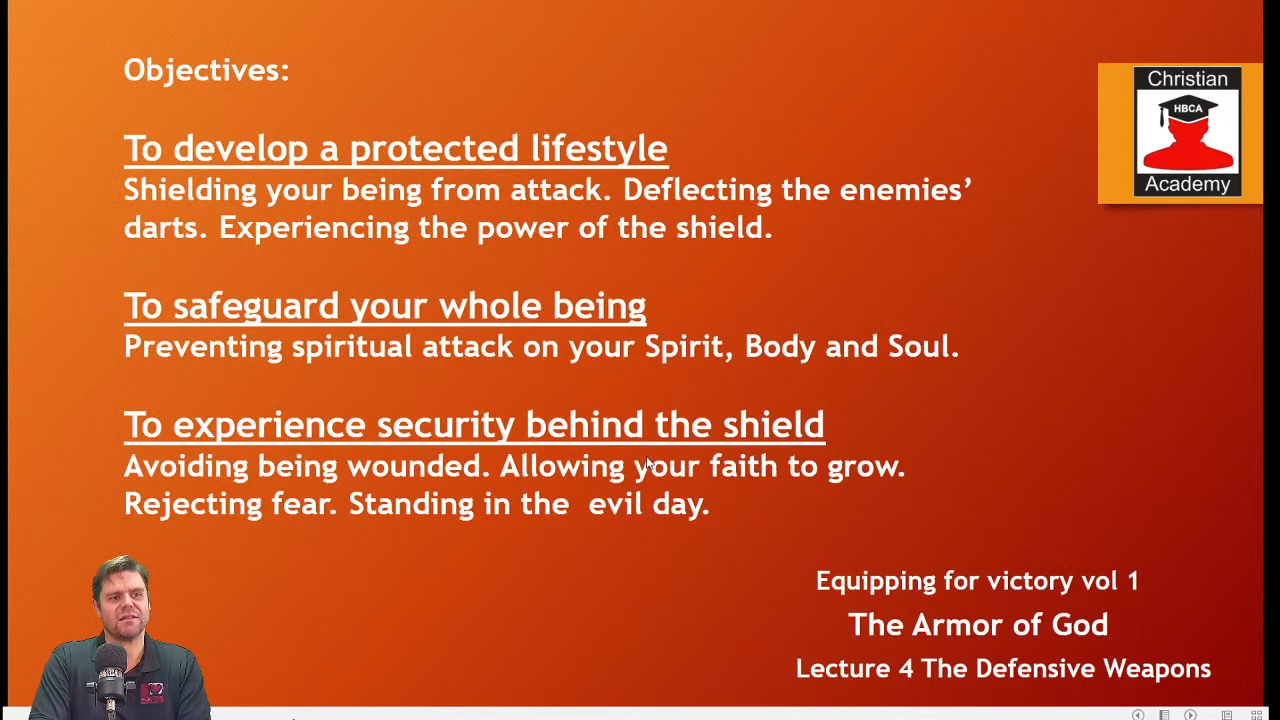 Objectives:
To develop a protected lifestyle
Shielding your being from attack. Deflecting the enemies’
darts. Experiencing the power of the shield.
To safeguard your whole being
Preventing spiritual attack on your Spirit, Body and Soul.
To experience security behind the shield
Avoiding being wounded. Allowing your faith to grow.
Rejecting fear. Standing in the evil day.
Christian
HBCA
Academy
Equipping for victory vol 1
The Armor of God
Lecture 4 The Defensive Weapons